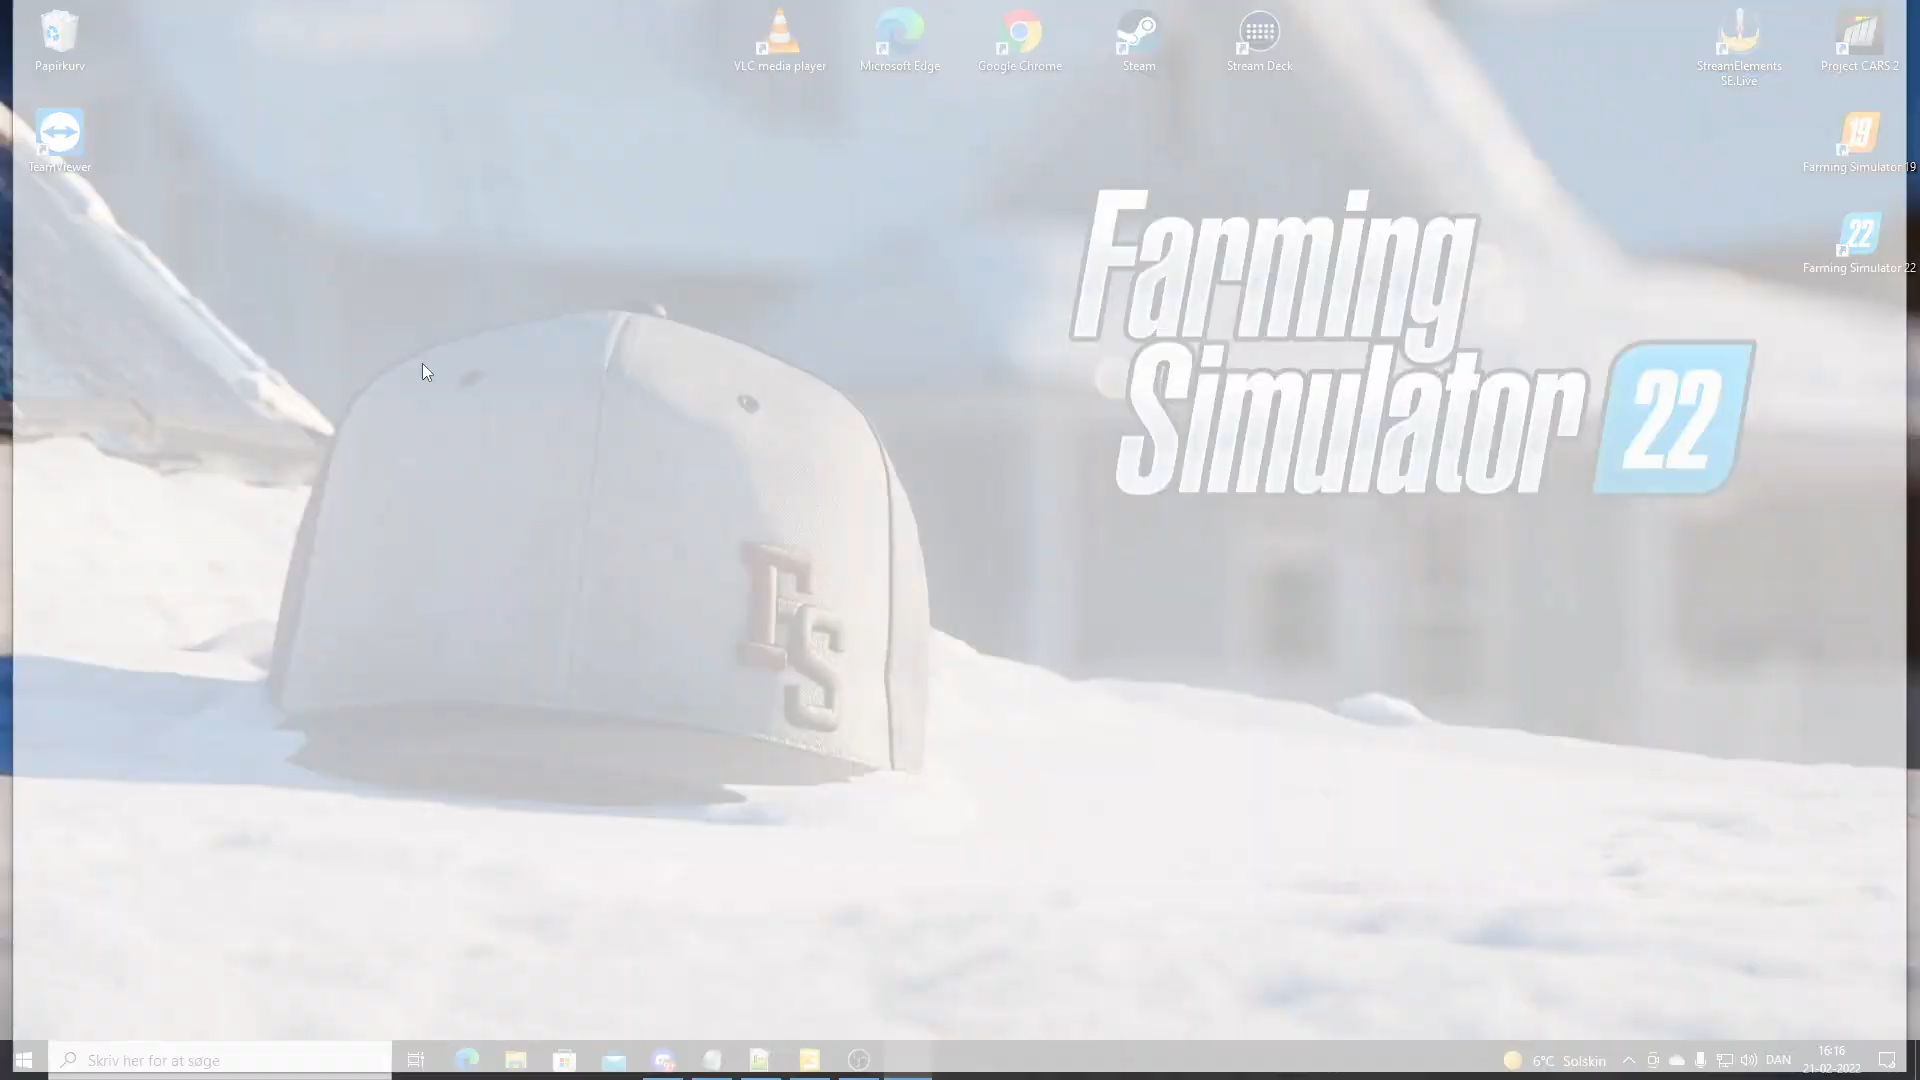 Papirkurv
VLC media player
Microsoft Edge
Google Chrome
Steam
Stream Deck
StreamElements
SE.Live
Project CARS 2
TeamViewer
19
Farming Simulator 19
22
Farming Simulator 22
Farming
Simulator 22
FS
Skriv her for at søge
6°C Solskin
DAN
16:16
21-02-2022